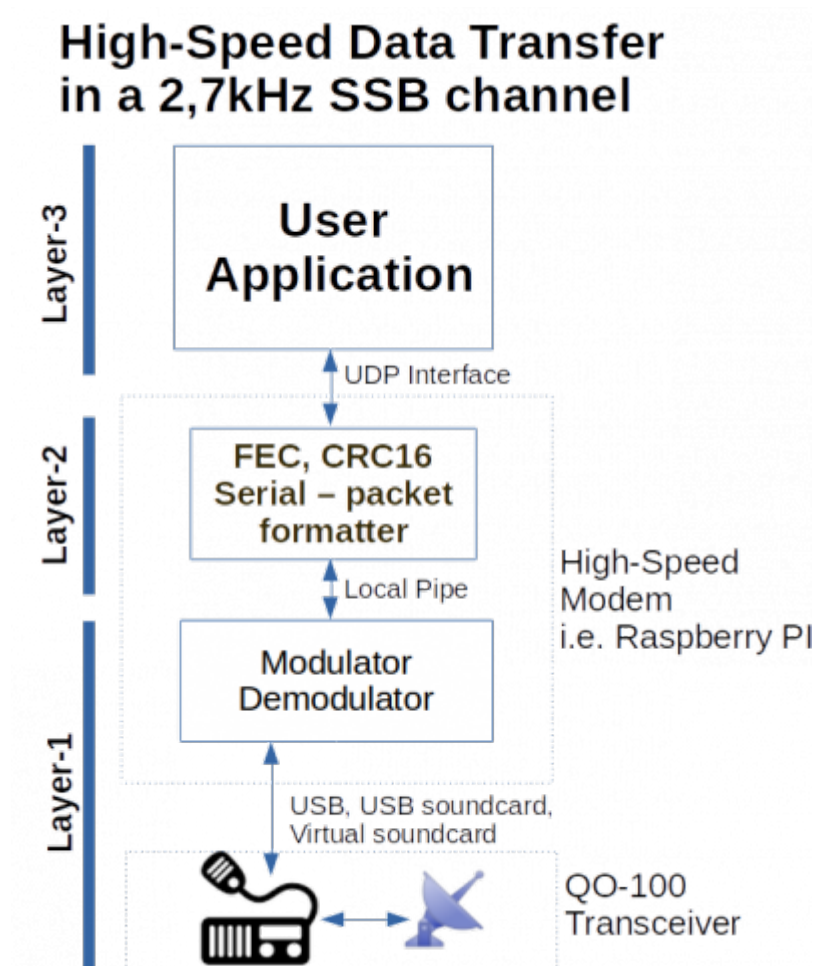 High-Speed Data Transfer
in a 2,7kHz SSB channel
Layer-3
User
Application
UDP Interface
Layer-2
FEC, CRC16
Serial – packet
formatter
Local Pipe
High-Speed
Modem
i.e. Raspberry PI
Layer-1
Modulator
Demodulator
USB, USB soundcard,
Virtual soundcard
QO-100
Transceiver